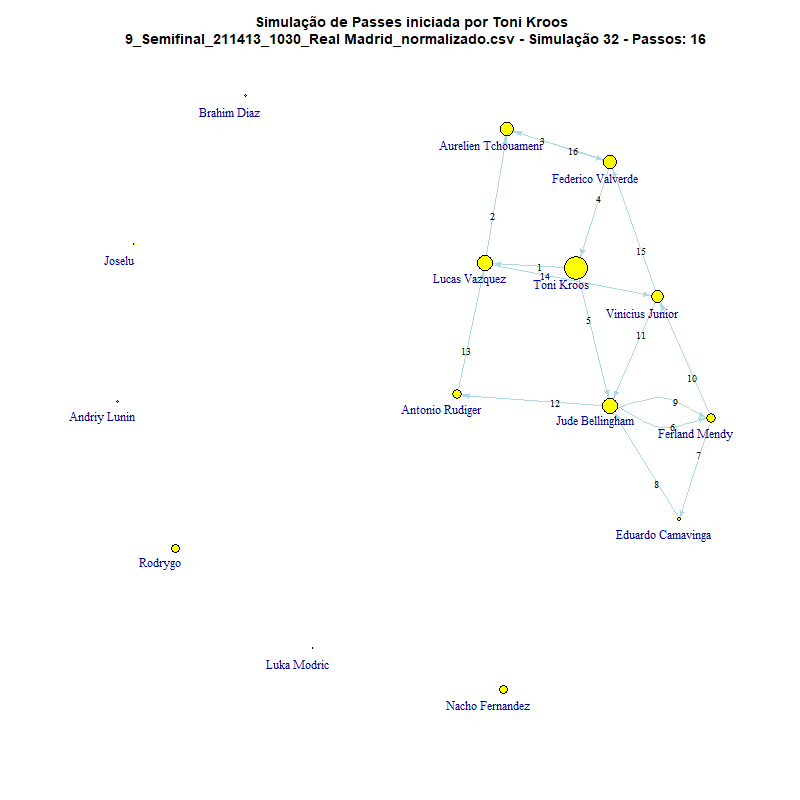 Simulação de Passes iniciada por Toni Kroos
9_Semifinal_211413_1030_Real Madrid_normalizado.csv - Simulação 32 - Passos: 16
Brahim Diaz
Aurelien Tchouameni
3
16
Federico Valverde
4
2
15
Joselu
Lucas Vazquez
1
14
Toni Kroos
Vinicius Junior
5
11
13
10
Andriy Lunin
Antonio Rudiger
12
9
Jude Bellingham
6
Ferland Mendy
7
8
Eduardo Camavinga
Rodrygo
Luka Modric
Nacho Fernandez